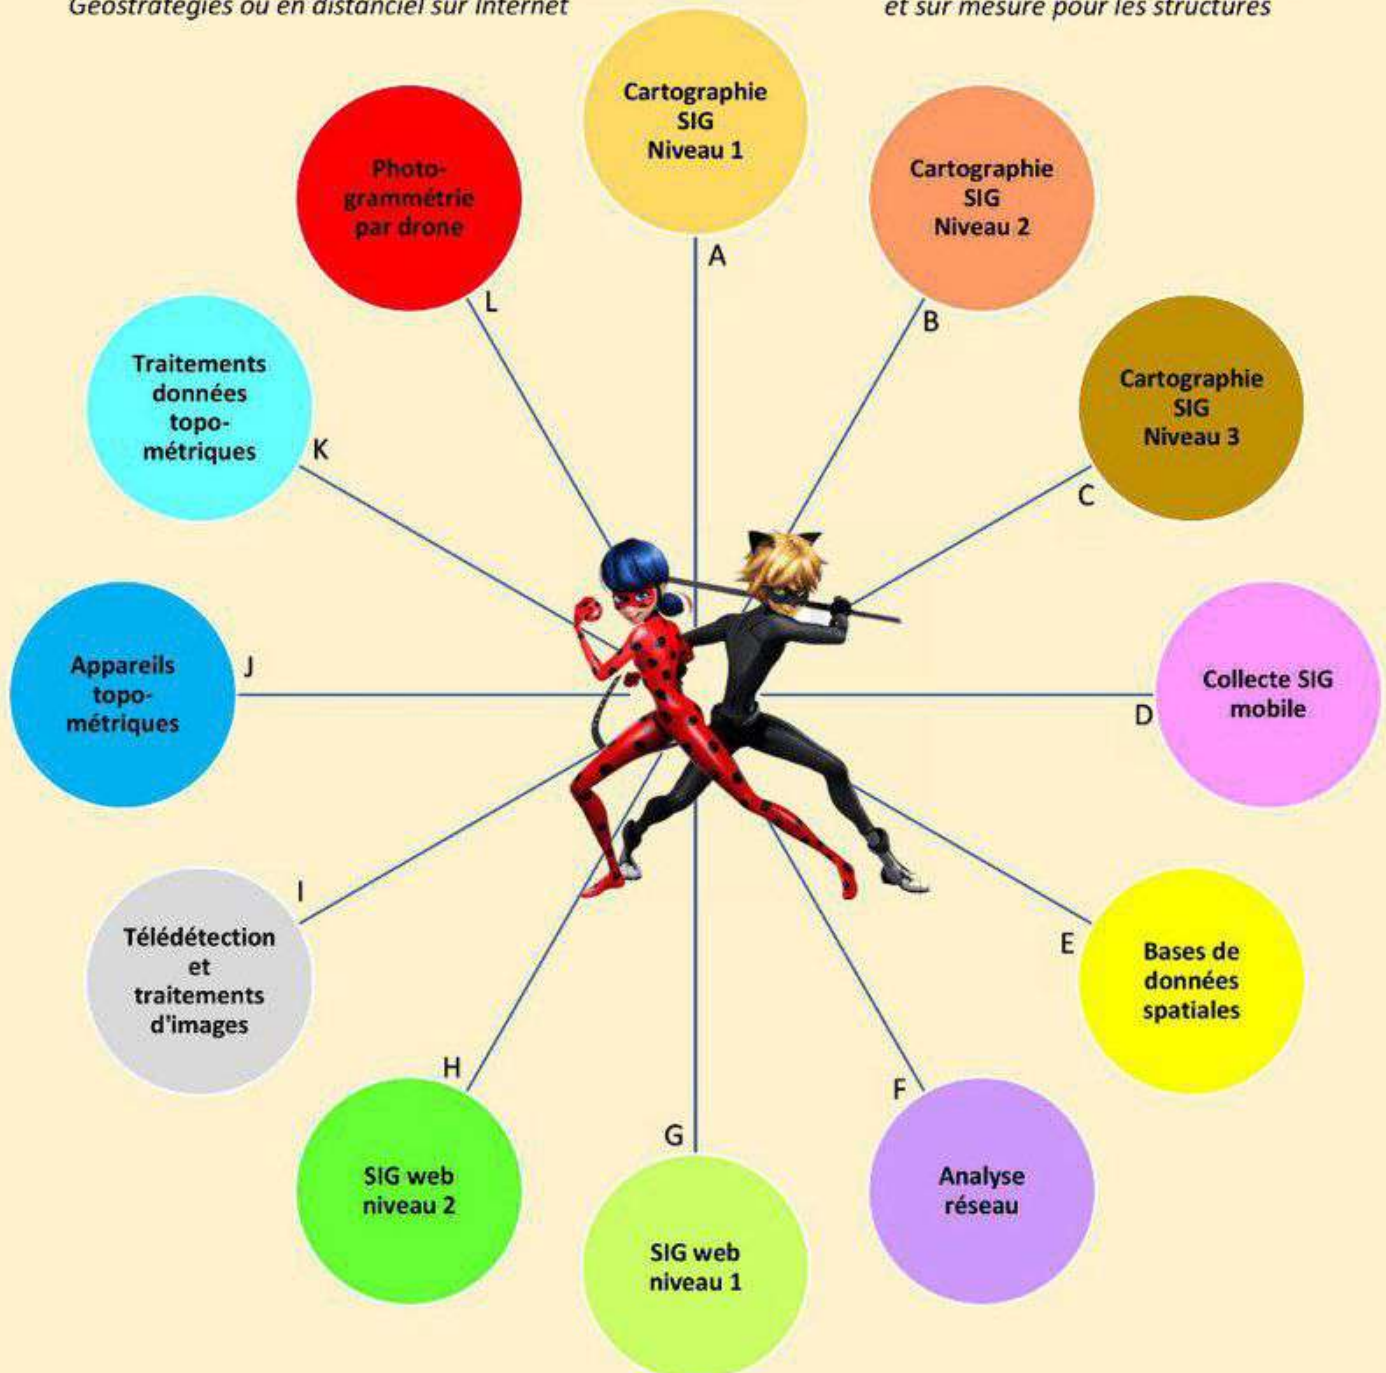 Géostratégies ou en distanciel sur Internet
et sur mesure pour les structures
Cartographie
SIG
Niveau 1
A
Cartographie
SIG
Niveau 2
B
Cartographie
SIG
Niveau 3
C
Collecte SIG
mobile
D
Bases de
données
spatiales
E
Analyse
réseau
F
SIG web
niveau 1
G
SIG web
niveau 2
H
Télédétection
et
traitements
d'images
I
Appareils
topo-
métriques
J
Traitements
données
topo-
métriques
K
Photo-
grammétrie
par drone
L